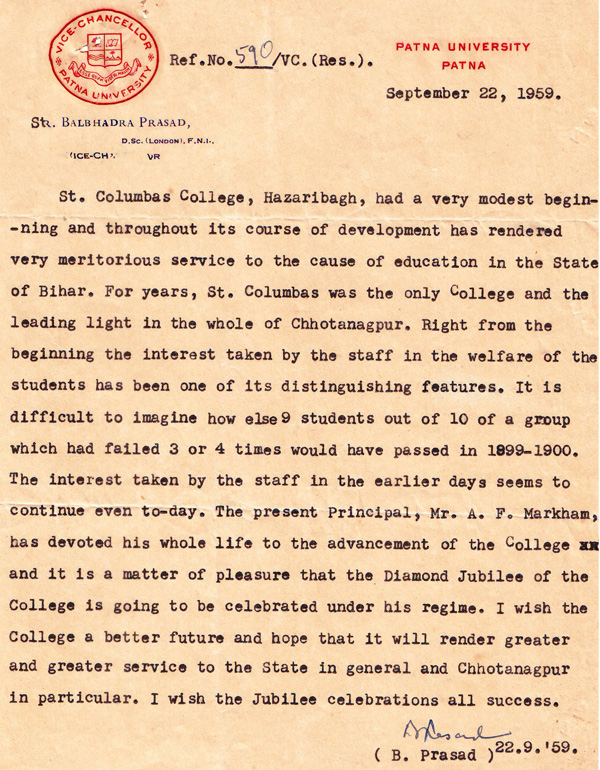 VICE-CHANCELLOR
PATNA UNIVERSITY
Ref.No. 590/VC.(Res.).
PATNA UNIVERSITY
PATNA
September 22, 1959.
BALBHADRA PRASAD,
D.SC. (LONDON), F.N.I.,
St. Columbas College, Hazaribagh, had a very modest begin-
-ning and throughout its course of development has rendered
very meritorious service to the cause of education in the State
of Bihar. For years, St. Columbas was the only College and the
leading light in the whole of Chhotanagpur. Right from the
beginning the interest taken by the staff in the welfare of the
students has been one of its distinguishing features. It is
difficult to imagine how else 9 students out of 10 of a group
which had failed 3 or 4 times would have passed in 1899-1900.
The interest taken by the staff in the earlier days seems to
continue even to-day. The present Principal, Mr. A. F. Markham,
has devoted his whole life to the advancement of the College
and it is a matter of pleasure that the Diamond Jubilee of the
College is going to be celebrated under his regime. I wish the
College a better future and hope that it will render greater
and greater service to the State in general and Chhotanagpur
in particular. I wish the Jubilee celebrations all success.
BPrasad
( B. Prasad ) 22.9.'59.